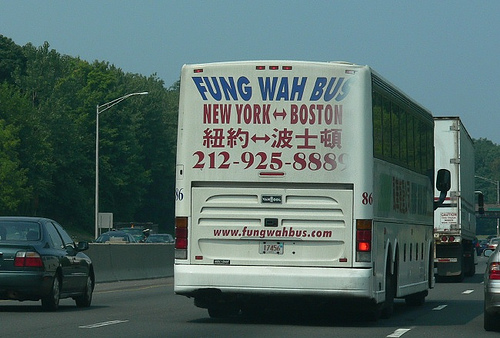 FUNG WAH BUS
NEW YORK ↔ BOSTON
紐約↔波士頓
212-925-8889
86
86
www.fungwahbus.com
17456